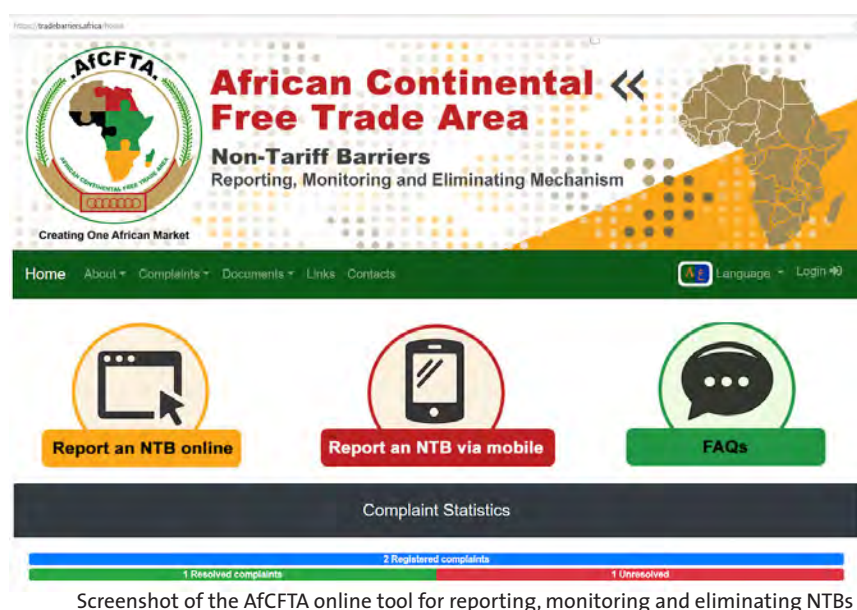 https://tradebarriers.africa/home
AfCFTA
AFRICAN CONTINENTAL FREE TRADE AREA
Creating One African Market
African Continental
Free Trade Area
Non-Tariff Barriers
Reporting, Monitoring and Eliminating Mechanism
Home About Complaints Documents Links Contacts Language Login
Report an NTB online
Report an NTB via mobile
FAQs
Complaint Statistics
2 Registered complaints
1 Resolved complaints 1 Unresolved
Screenshot of the AfCFTA online tool for reporting, monitoring and eliminating NTBs